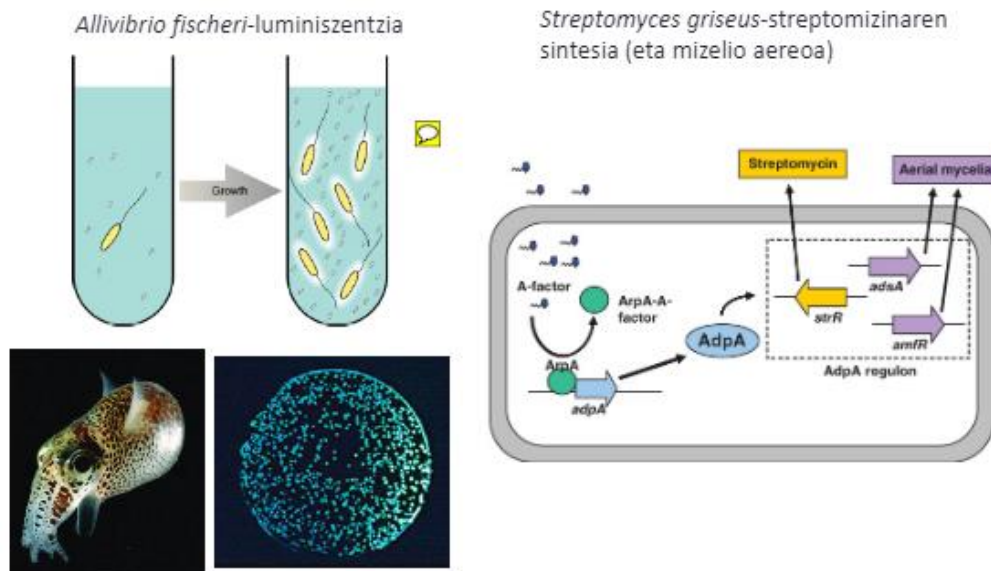 Allivibrio fischeri-luminiszentzia
Growth
Streptomyces griseus-streptomizinaren
sintesia (eta mizelio aereoa)
Streptomycin
Aerial mycelia
A-factor
ArpA-A-
factor
ArpA
adpA
AdpA
adsA
strR
amfR
AdpA regulon